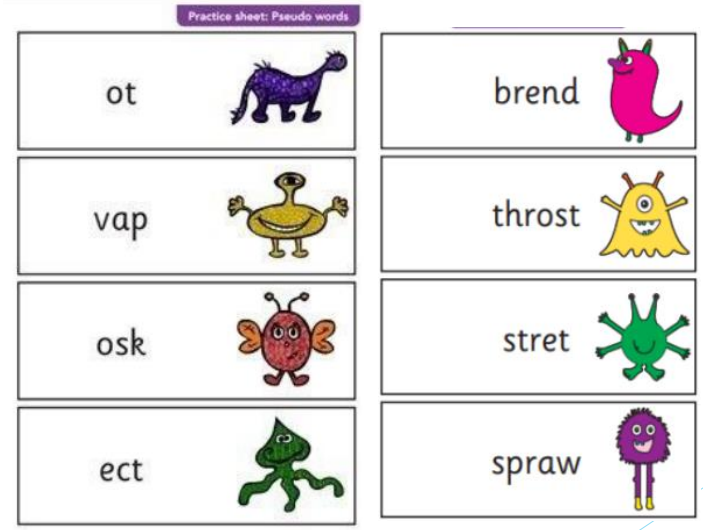 Practice sheet: Pseudo words
ot
vap
osk
ect
brend
throst
stret
spraw